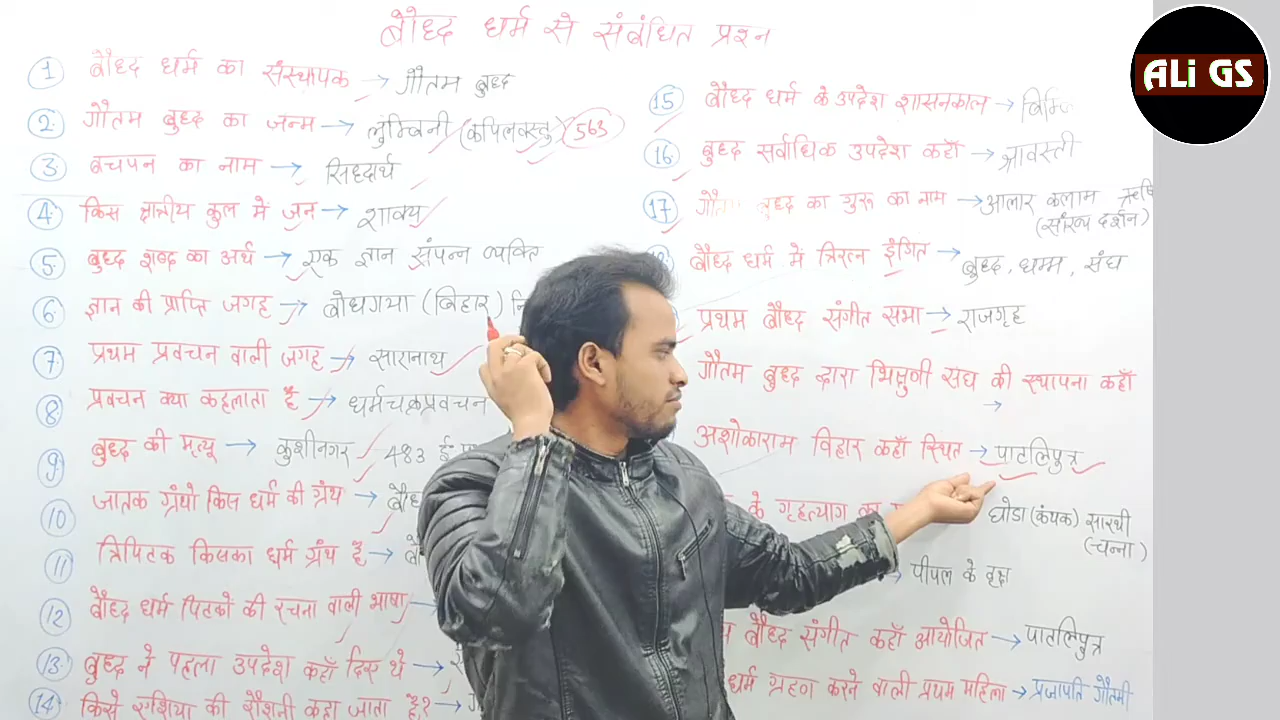 बौध्द धर्म से संबंधित प्रश्न
ALi GS
1 बौध्द धर्म का संस्थापक → गौतम बुध्द
2. गौतम बुध्द का जन्म → लुम्बिनी (कपिलवस्तु) 563
3. बचपन का नाम → सिध्दार्थ
4. किस क्षत्रीय कुल में जन → शाक्य
5. बुध्द शब्द का अर्थ → एक ज्ञान संपन्न व्यक्ति
6. ज्ञान की प्राप्ति जगह → बोधगया (बिहार) नि
7. प्रथम प्रवचन वाली जगह → सारानाथ
8 प्रवचन क्या कहलाता है → धर्मचक्रप्रवचन
9 बुध्द की मृत्यू → कुशीनगर 483 ई
10 जातक ग्रंथो किस धर्म की ग्रंथ → बौध
11 त्रिपिटक किसका धर्म ग्रंथ है →
12 बौध्द धर्म पिटको की रचना वाली भाषा →
13. बुध्द ने पहला उपदेश कहाँ दिए थे →
14. किसे एशिया की रौशनी कहा जाता है? →
15 बौध्द धर्म के उपदेश शासनकाल → बिम्बि
16. बुध्द सर्वाधिक उपदेश कहाँ → श्रावस्ती
17. गौतम बुध्द का गुरू का नाम → आलार कलाम ऋषि
(सांख्य दर्शन)
बौध्द धर्म में त्रिरत्न इंगित → बुध्द, धम्म, संघ
प्रथम बौध्द संगीत सभा → राजगृह
गौतम बुध्द द्वारा भिक्षुणी संघ की स्थापना कहाँ
→
अशोकाराम विहार कहाँ स्थित → पाटलिपुत्र
के गृहत्याग का घोडा (कंथक) सारथी
(चन्ना)
→ पीपल के वृक्ष
बौध्द संगीत कहाँ आयोजित → पाटलिपुत्र
धर्म ग्रहण करने वाली प्रथम महिला → प्रजापति गौतमी